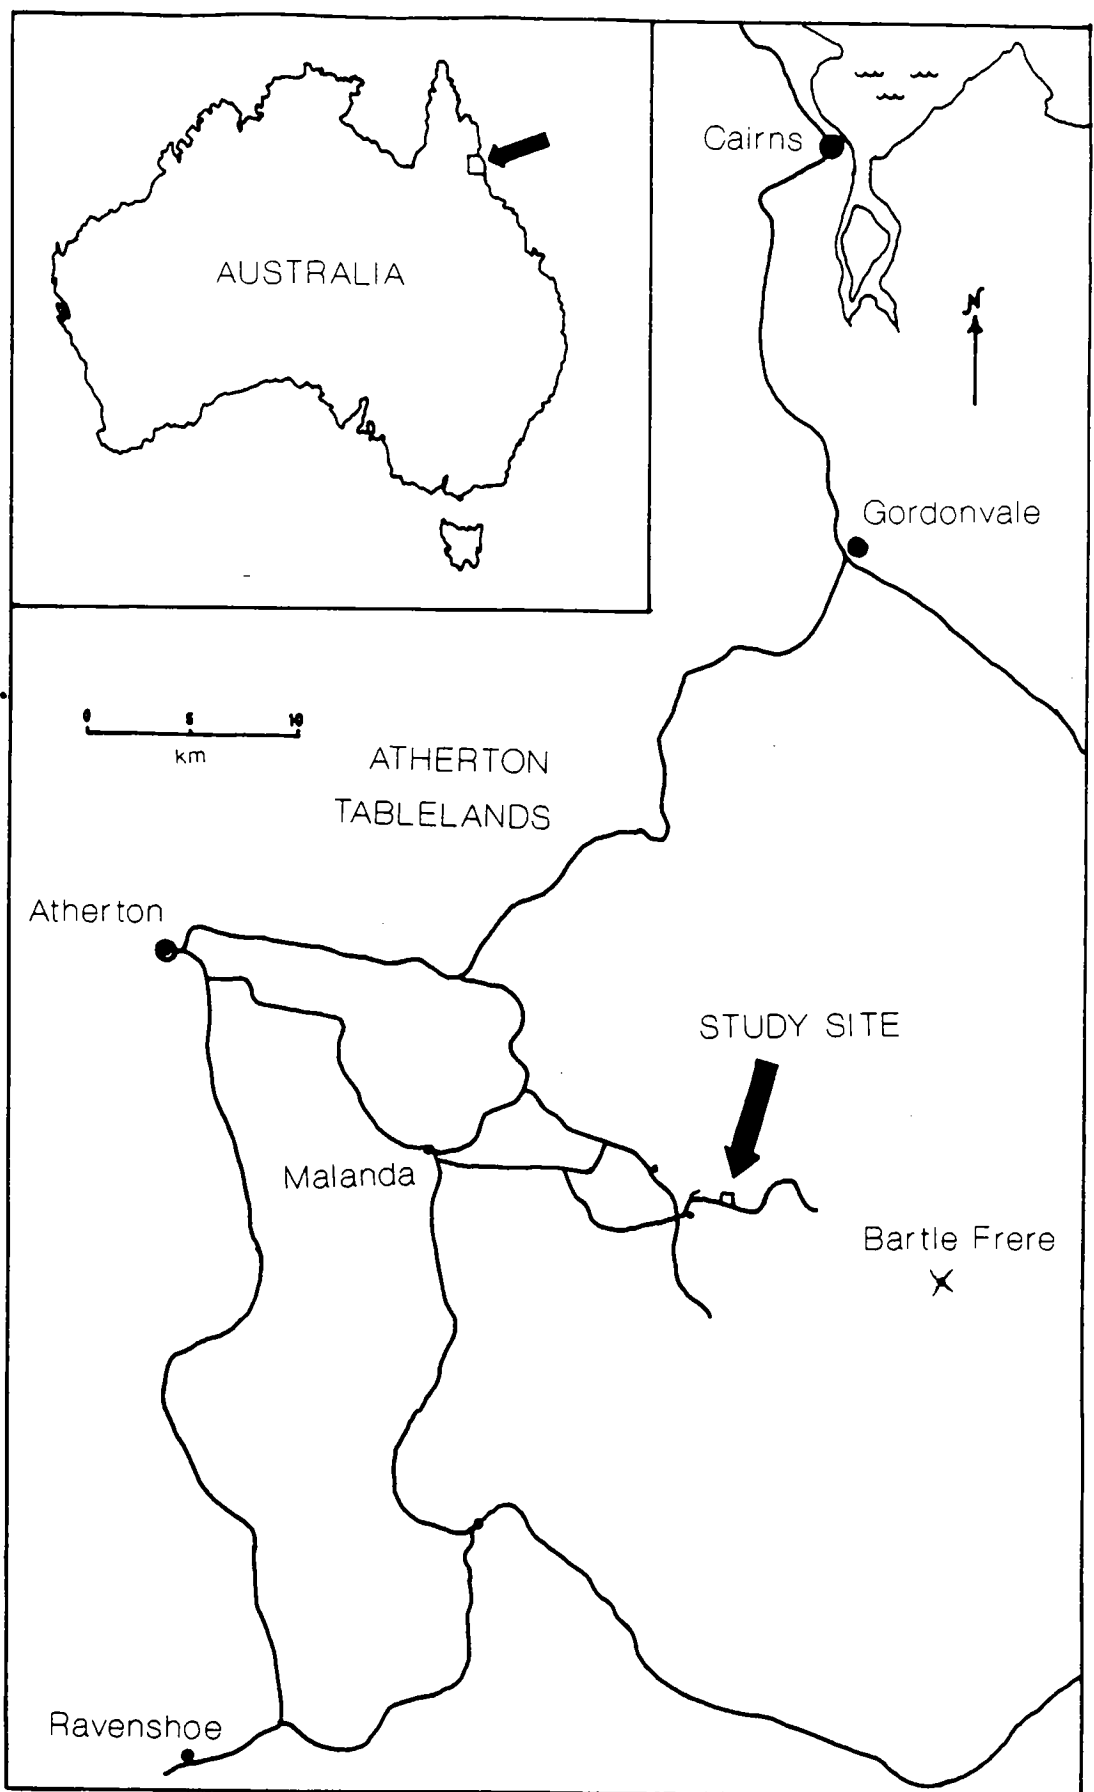 AUSTRALIA
Cairns
N
Gordonvale
0 5 10
km
ATHERTON
TABLELANDS
Atherton
STUDY SITE
Malanda
Bartle Frere
Ravenshoe